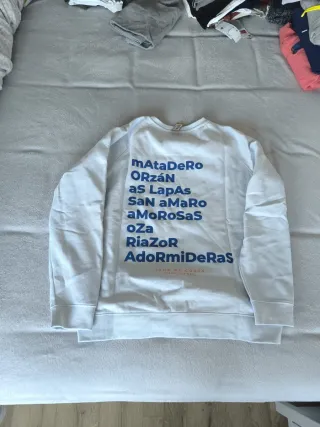 mAtaDeRo
ORzáN
aS LapAs
SaN aMaRo
aMoRoSaS
oZa
RiaZoR
AdoRmiDeRaS